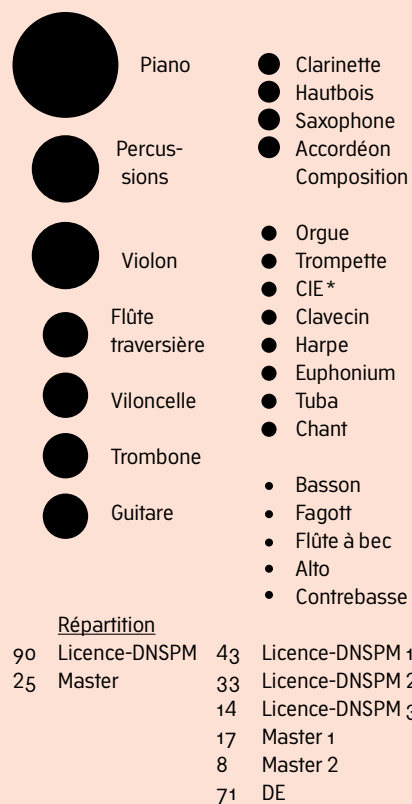 Piano
Percus-
sions
Violon
Flûte
traversière
Viloncelle
Trombone
Guitare
Clarinette
Hautbois
Saxophone
Accordéon
Composition
Orgue
Trompette
CIE*
Clavecin
Harpe
Euphonium
Tuba
Chant
Basson
Fagott
Flûte à bec
Alto
Contrebasse
Répartition
90 Licence-DNSPM
25 Master
43 Licence-DNSPM 1
33 Licence-DNSPM 2
14 Licence-DNSPM 3
17 Master 1
8 Master 2
71 DE